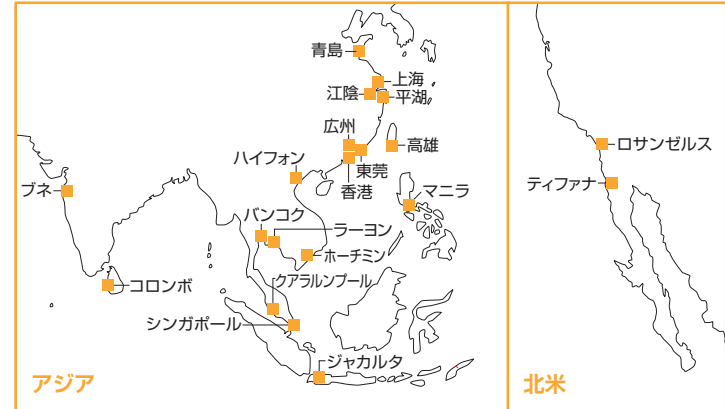 青島
上海
江陰
平湖
広州
高雄
東莞
香港
ハイフォン
プネ
マニラ
バンコク
ラーヨン
ホーチミン
クアラルンプール
コロンボ
シンガポール
ジャカルタ
アジア
ロサンゼルス
ティファナ
北米